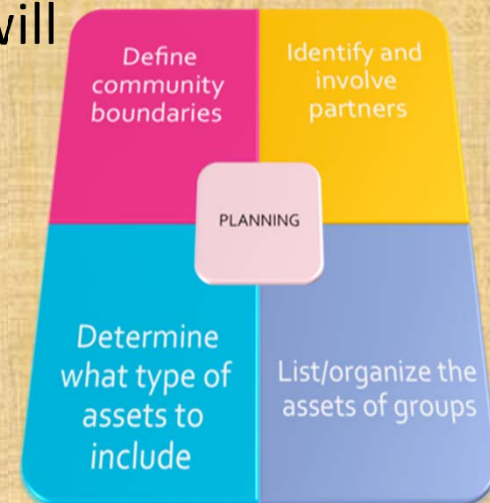 will
Define
community
boundaries
Identify and
involve
partners
PLANNING
Determine
what type of
assets to
include
List/organize the
assets of groups